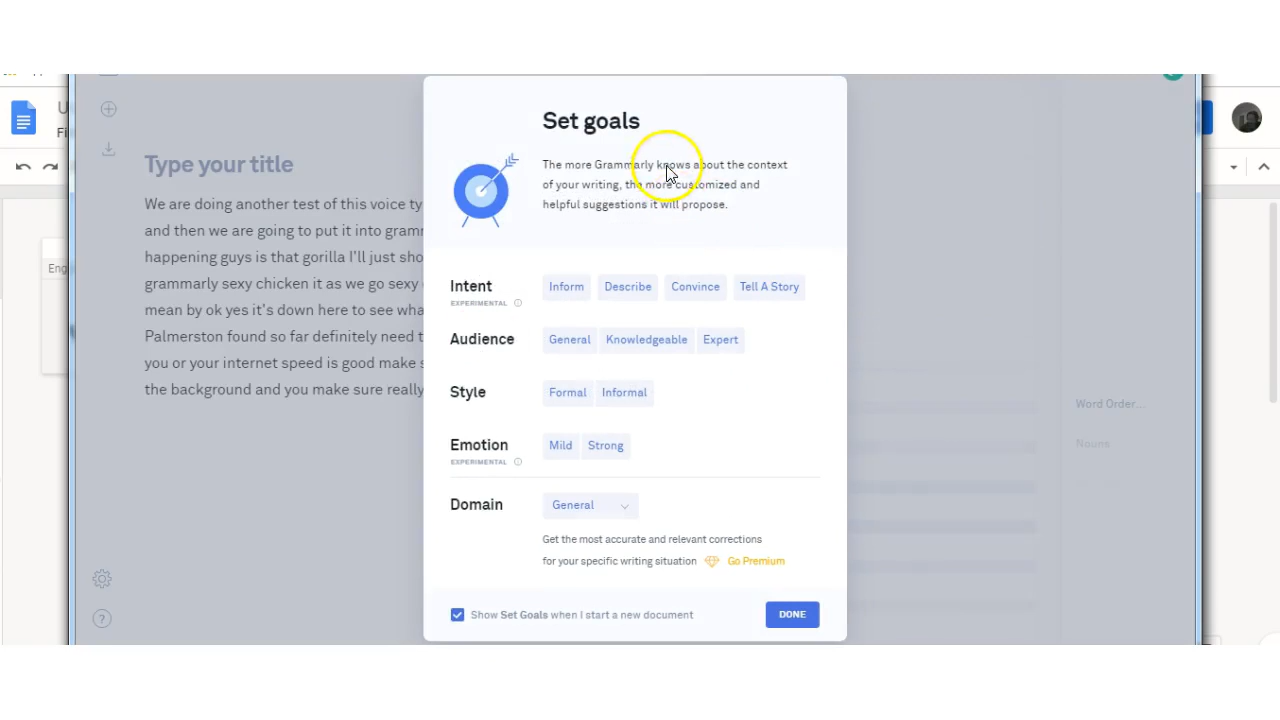 Set goals
The more Grammarly knows about the context
of your writing, the more customized and
helpful suggestions it will propose.
Type your title
We are doing another test of this voice ty
and then we are going to put it into gramm
happening guys is that gorilla I'll just sho
grammarly sexy chicken it as we go sexy
mean by ok yes it's down here to see wha
Palmerston found so far definitely need t
you or your internet speed is good make s
the background and you make sure really
Eng
Intent
EXPERIMENTAL
Inform Describe Convince Tell A Story
Audience
General Knowledgeable Expert
Style
Formal Informal
Emotion
EXPERIMENTAL
Mild Strong
Domain
General
Get the most accurate and relevant corrections
for your specific writing situation Go Premium
Show Set Goals when I start a new document
DONE
Word Order...
Nouns